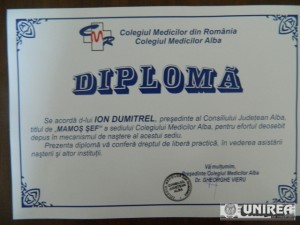 Colegiul Medicilor din România
Colegiul Medicilor Alba
CMR
DIPLOMĂ
Se acordă d-lui ION DUMITREL, președinte al Consiliului Județean Alba,
titlul de „MAMOȘ ȘEF" a sediului Colegiului Medicilor Alba, pentru efortul deosebit
depus în mecanismul de naștere al acestui sediu.
Prezenta diplomă vă conferă dreptul de liberă practică, în vederea asistării
nașterii și altor instituții.
Vă mulțumim,
Președintele Colegiului Medicilor Alba
Dr. GHEORGHE VIERU
UNIREA